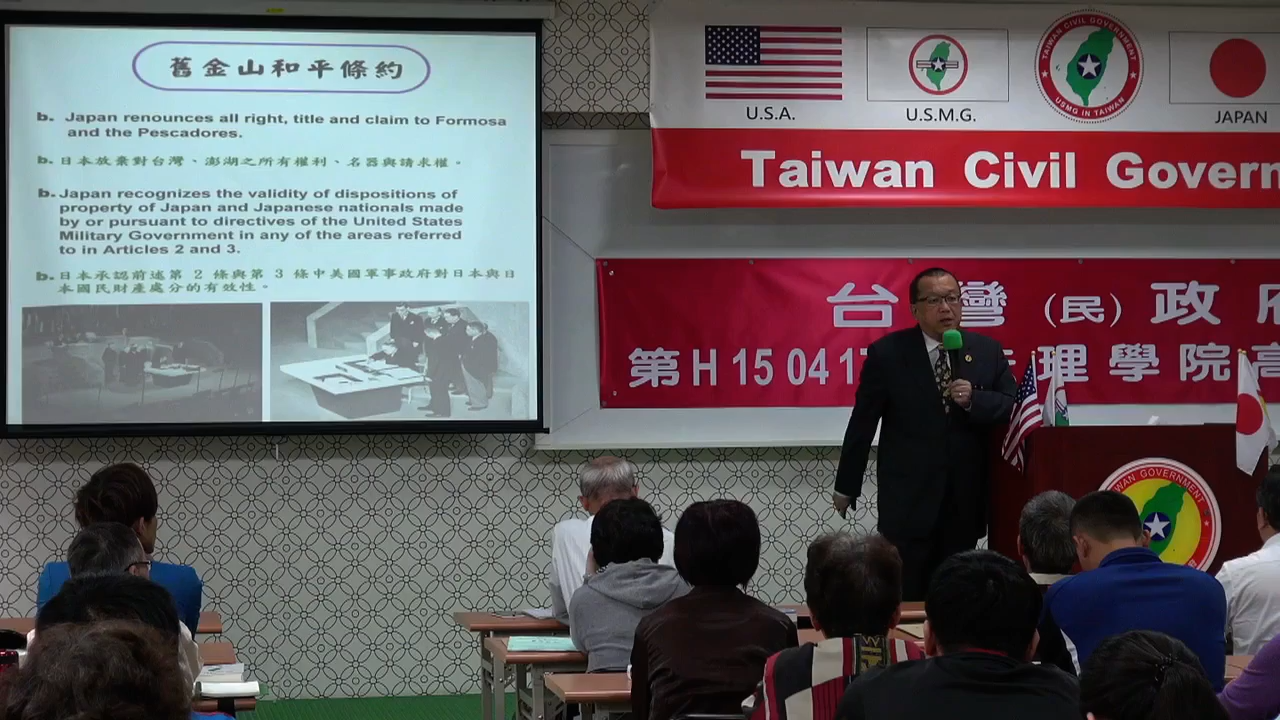 舊金山和平條約
b. Japan renounces all right, title and claim to Formosa
and the Pescadores.
b. 日本放棄對台灣、澎湖之所有權利、名器與請求權。
b. Japan recognizes the validity of dispositions of
property of Japan and Japanese nationals made
by or pursuant to directives of the United States
Military Government in any of the areas referred
to in Articles 2 and 3.
b. 日本承認前述第 2 條與第 3 條中美國軍事政府對日本與日
本國民財產處分的有效性。
U.S.A.
U.S.M.G.
TAIWAN CIVIL GOVERNMENT
USMG IN TAIWAN
JAPAN
Taiwan Civil Govern
台灣(民)政府
第H 15 04 17 理學院高
TAIWAN GOVERNMENT